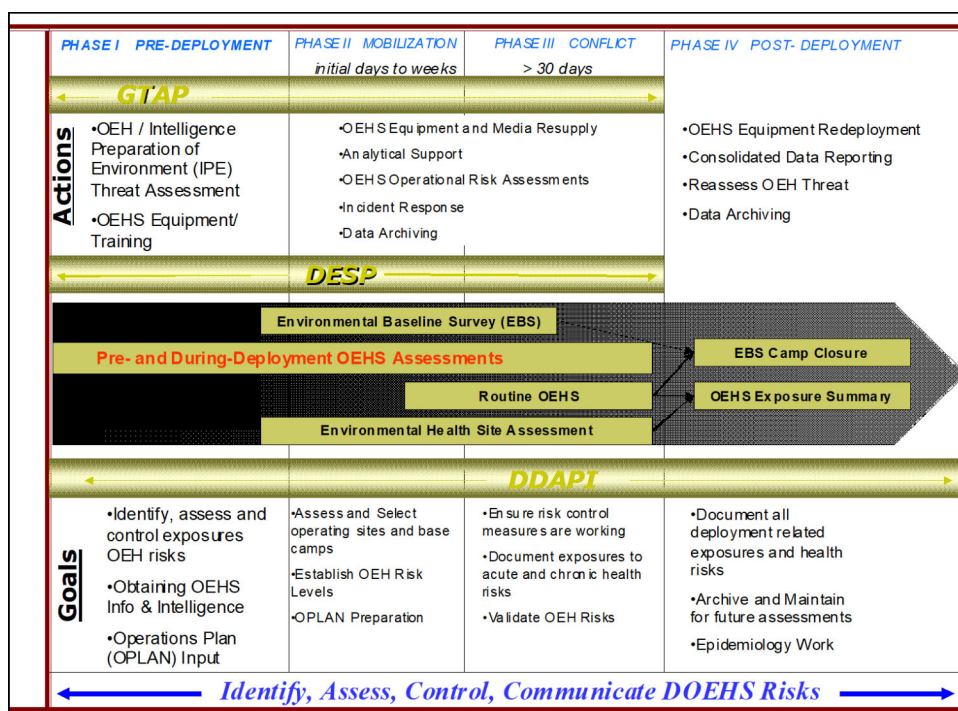 PHASE I PRE-DEPLOYMENT
PHASE II MOBILIZATION
PHASE III CONFLICT
PHASE IV POST- DEPLOYMENT
initial days to weeks
> 30 days
GTAP
Actions
•OEH / Intelligence
Preparation of
Environment (IPE)
Threat Assessment
•OEHS Equipment/
Training
•OEHS Equipment and Media Resupply
•Analytical Support
•OEHS Operational Risk Assessments
•Incident Response
•Data Archiving
•OEHS Equipment Redeployment
•Consolidated Data Reporting
•Reassess OEH Threat
•Data Archiving
DESP
Environmental Baseline Survey (EBS)
Pre- and During-Deployment OEHS Assessments
EBS Camp Closure
Routine OEHS
OEHS Exposure Summary
Environmental Health Site Assessment
DDAPI
Goals
•Identify, assess and
control exposures
OEH risks
•Obtaining OEHS
Info & Intelligence
•Operations Plan
(OPLAN) Input
•Assess and Select
operating sites and base
camps
•Establish OEH Risk
Levels
•OPLAN Preparation
•Ensure risk control
measures are working
•Document exposures to
acute and chronic health
risks
•Validate OEH Risks
•Document all
deployment related
exposures and health
risks
•Archive and Maintain
for future assessments
•Epidemiology Work
Identify, Assess, Control, Communicate DOEHS Risks